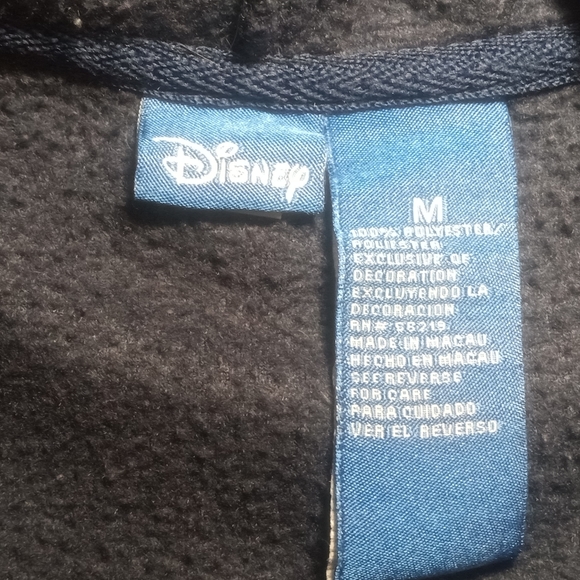 Disney
M
100% POLYESTER/
POLIESTER
EXCLUSIVE OF
DECORATION
EXCLUYENDO LA
DECORACION
RN# 58219
MADE IN MACAU
HECHO EN MACAU
SEE REVERSE
FOR CARE
PARA CUIDADO
VER EL REVERSO